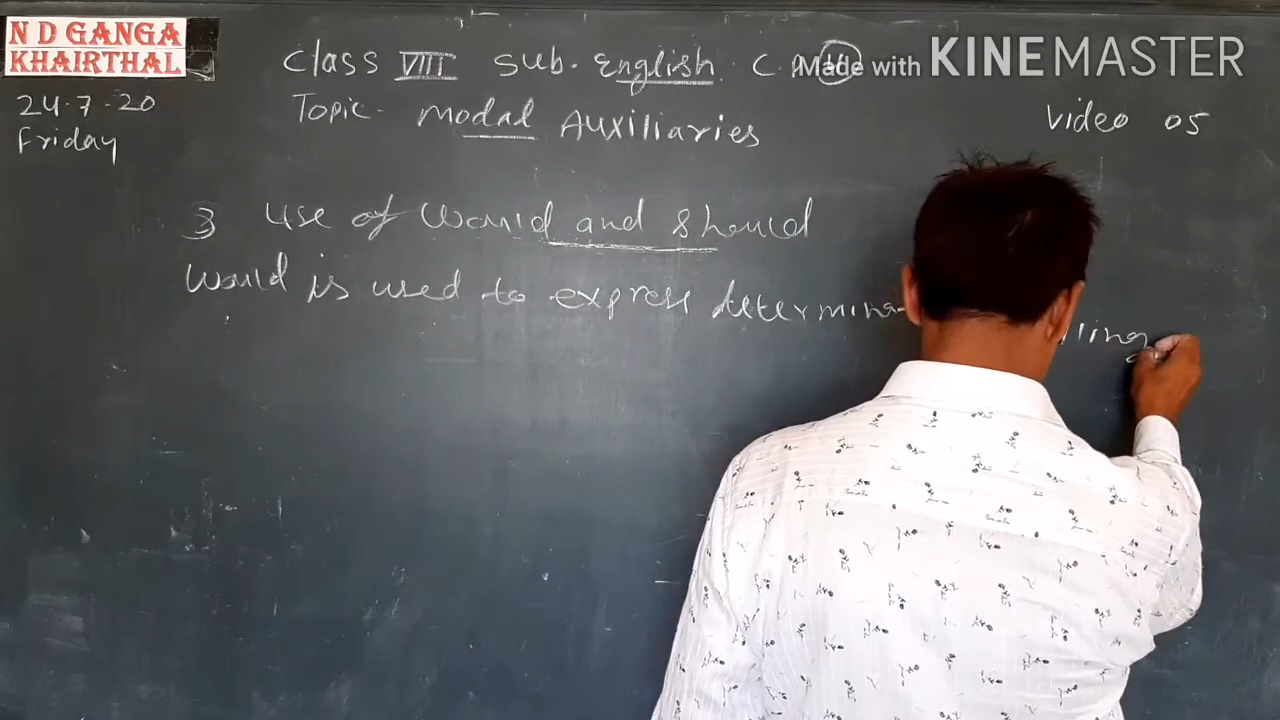 N D GANGA
KHAIRTHAL
24.7.20
Friday
Class VIII Sub. English C.
Made with KINEMASTER
Topic- Modal Auxiliaries
Video 05
3 Use of Would and Should
Would is used to express determina-